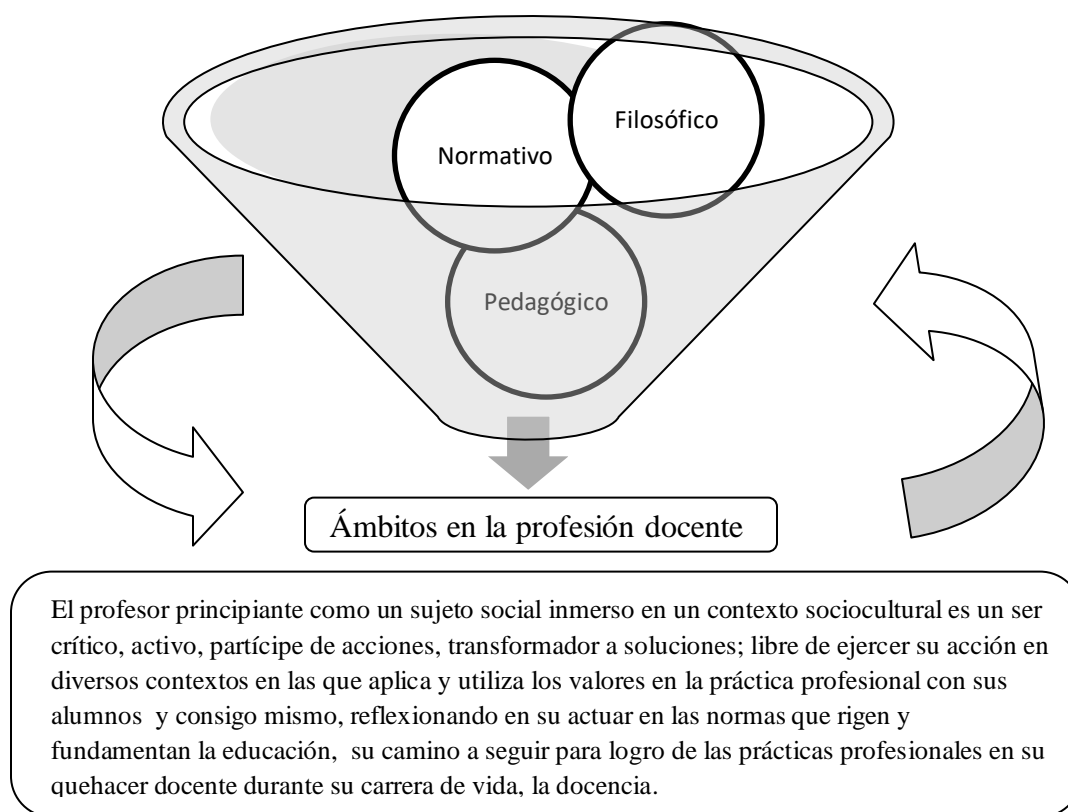 Filosófico
Normativo
Pedagógico
Ámbitos en la profesión docente
El profesor principiante como un sujeto social inmerso en un contexto sociocultural es un ser
crítico, activo, partícipe de acciones, transformador a soluciones; libre de ejercer su acción en
diversos contextos en las que aplica y utiliza los valores en la práctica profesional con sus
alumnos y consigo mismo, reflexionando en su actuar en las normas que rigen y
fundamentan la educación, su camino a seguir para logro de las prácticas profesionales en su
quehacer docente durante su carrera de vida, la docencia.